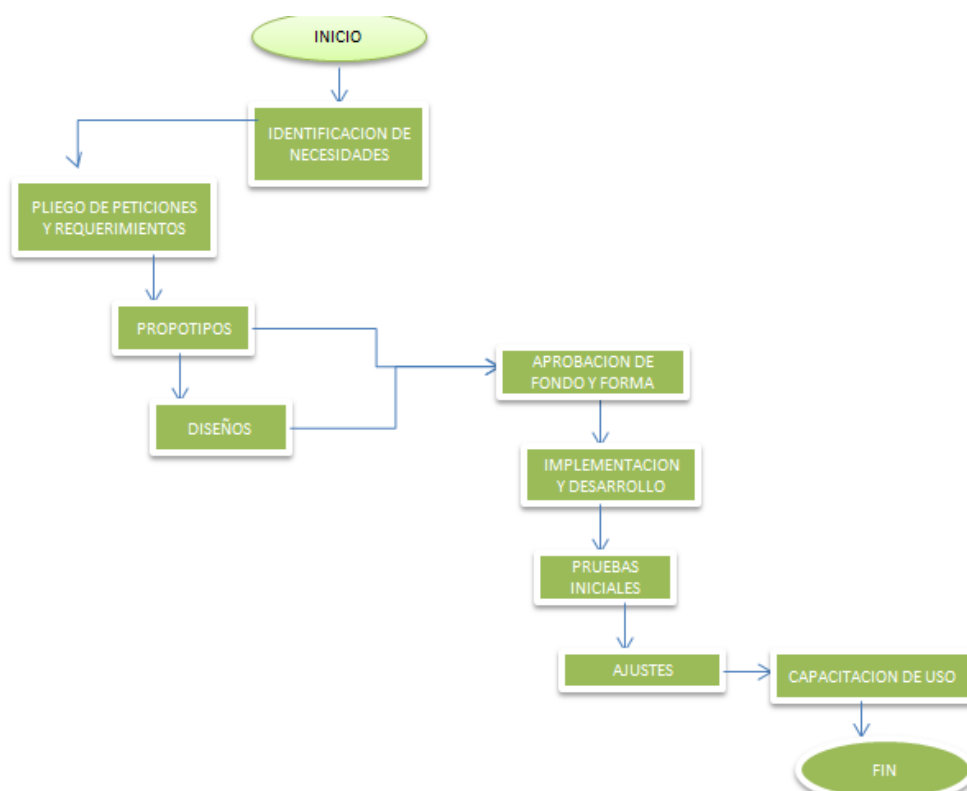 INICIO
IDENTIFICACION DE
NECESIDADES
PLIEGO DE PETICIONES
Y REQUERIMIENTOS
PROPOTIPOS
DISEÑOS
APROBACION DE
FONDO Y FORMA
IMPLEMENTACION
Y DESARROLLO
PRUEBAS
INICIALES
AJUSTES
CAPACITACION DE USO
FIN